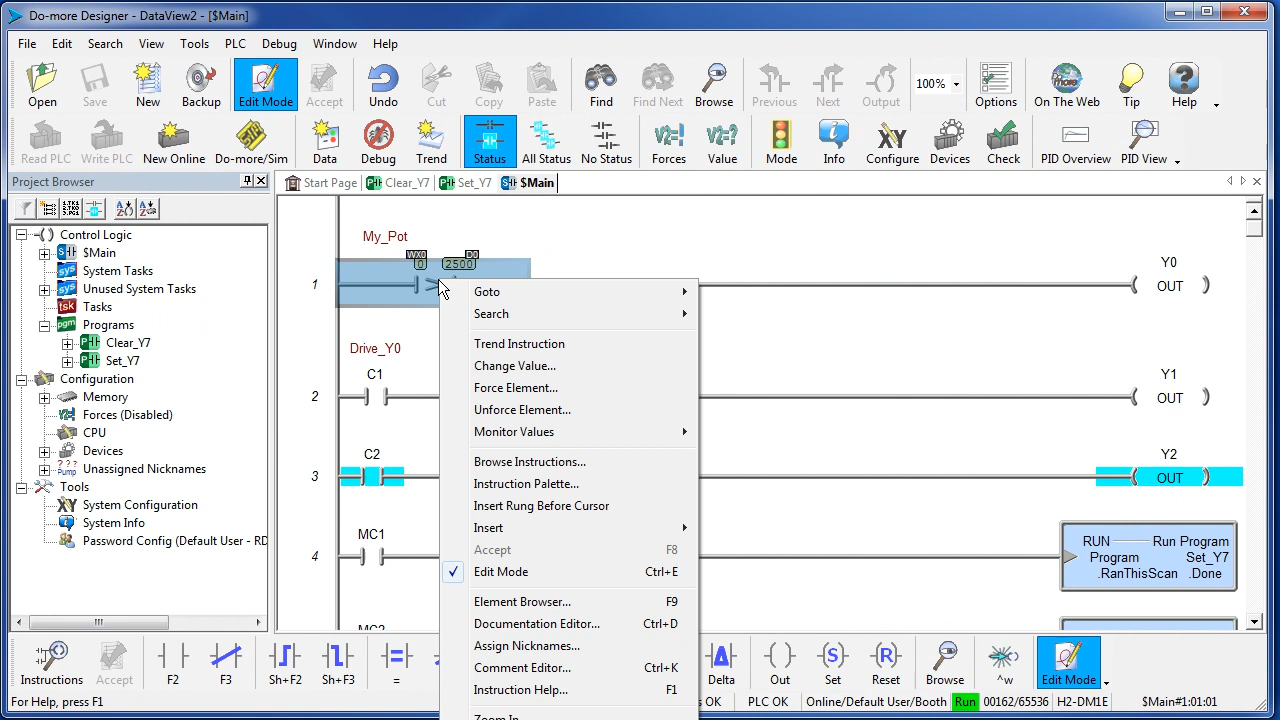 Do-more Designer - DataView2 - [$Main]
File Edit Search View Tools PLC Debug Window Help
Open Save New Backup Edit Mode Accept Undo Cut Copy Paste Find Find Next Browse Previous Next Output 100% Options On The Web Tip Help
Read PLC Write PLC New Online Do-more/Sim Data Debug Trend Status All Status No Status Forces Value Mode Info Configure Devices Check PID Overview PID View
Project Browser
Start Page Clear_Y7 Set_Y7 $Main
Control Logic
$Main
System Tasks
Unused System Tasks
Tasks
Programs
Clear_Y7
Set_Y7
Configuration
Memory
Forces (Disabled)
CPU
Devices
Unassigned Nicknames
Tools
System Configuration
System Info
Password Config (Default User - RD
My_Pot
WX0 D0
0 2500
1
Y0
OUT
Drive_Y0
C1
2
Y1
OUT
C2
3
Y2
OUT
MC1
4
RUN Run Program
Program Set_Y7
.RanThisScan .Done
Goto
Search
Trend Instruction
Change Value...
Force Element...
Unforce Element...
Monitor Values
Browse Instructions...
Instruction Palette...
Insert Rung Before Cursor
Insert
Accept F8
Edit Mode Ctrl+E
Element Browser... F9
Documentation Editor... Ctrl+D
Assign Nicknames...
Comment Editor... Ctrl+K
Instruction Help... F1
Instructions Accept F2 F3 Sh+F2 Sh+F3 = Delta Out Set Reset Browse ^w Edit Mode
For Help, press F1
OK PLC OK Online/Default User/Booth Run 00162/65536 H2-DM1E $Main#1:01:01